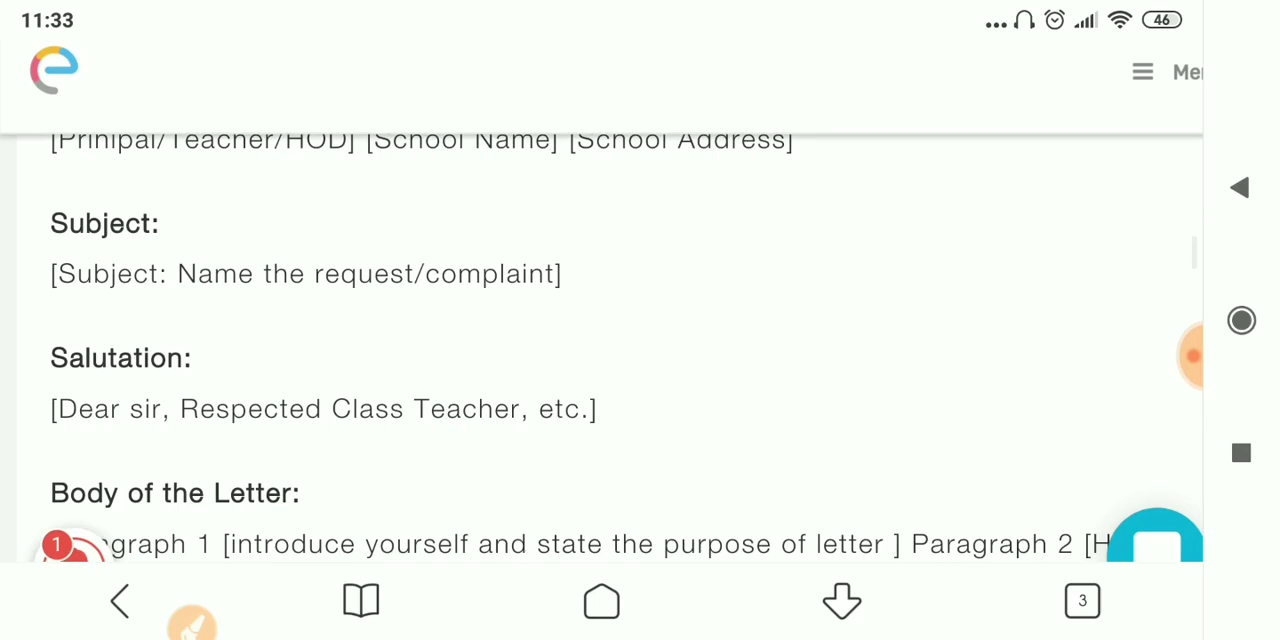 11:33
46
Me
[Prinipal/Teacher/HOD] [School Name] [School Address]
Subject:
[Subject: Name the request/complaint]
Salutation:
[Dear sir, Respected Class Teacher, etc.]
Body of the Letter:
1
graph 1 [introduce yourself and state the purpose of letter ] Paragraph 2 [H
3